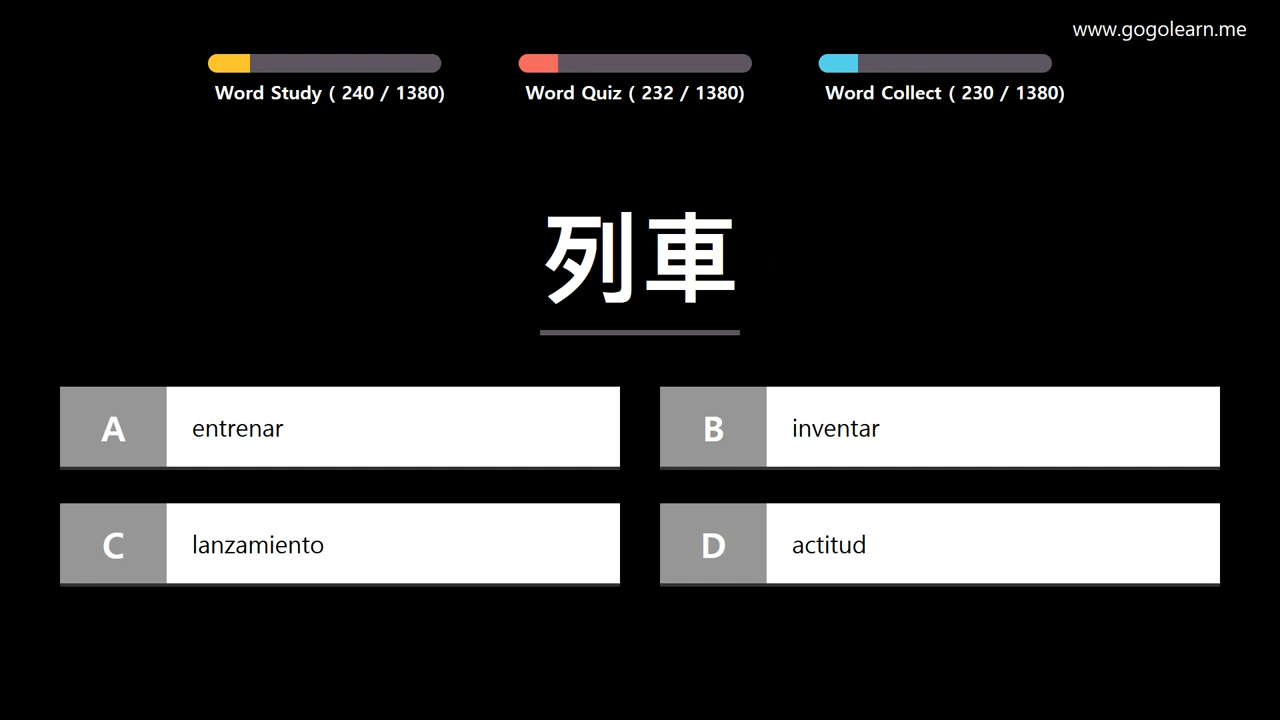 www.gogolearn.me
Word Study ( 240 / 1380)
Word Quiz ( 232 / 1380)
Word Collect ( 230 / 1380)
列車
A entrenar
B inventar
C lanzamiento
D actitud